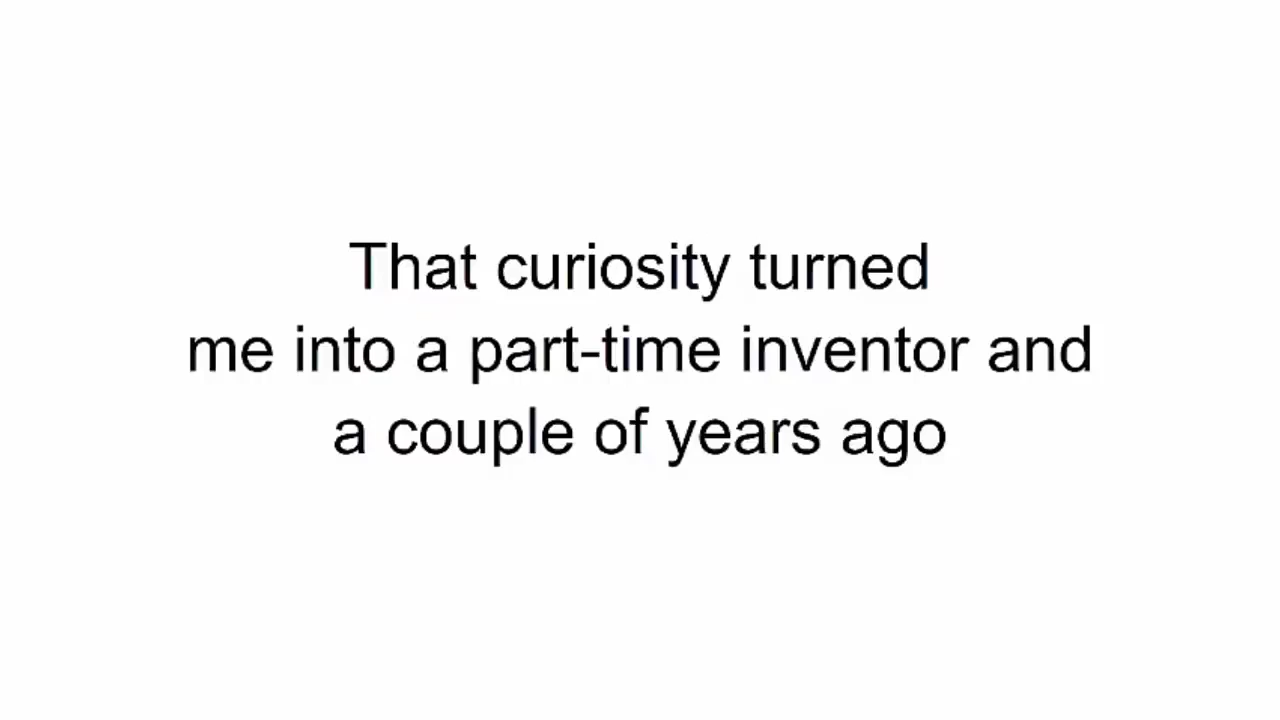 That curiosity turned
me into a part-time inventor and
a couple of years ago